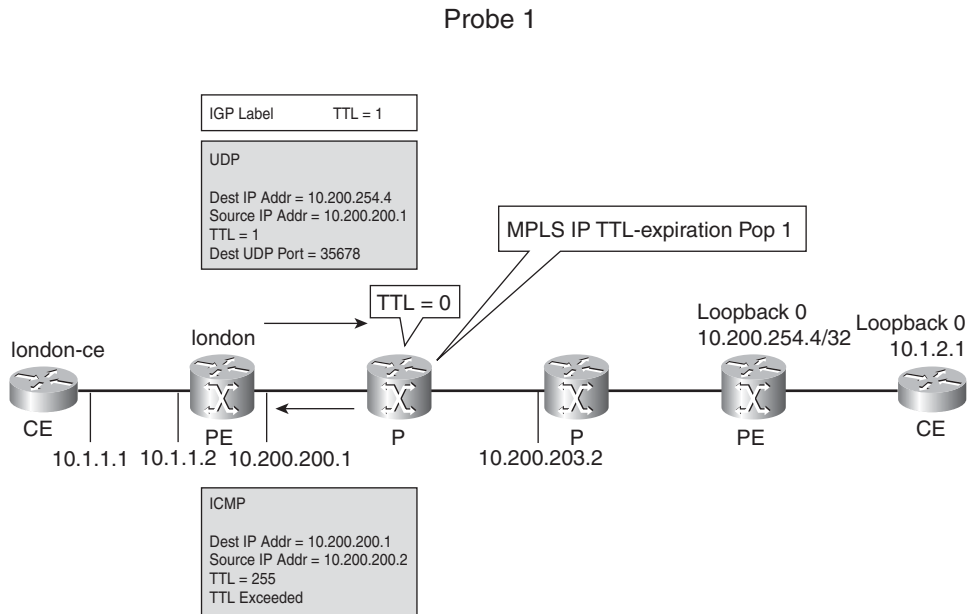 Probe 1
IGP Label TTL = 1
UDP
Dest IP Addr = 10.200.254.4
Source IP Addr = 10.200.200.1
TTL = 1
Dest UDP Port = 35678
MPLS IP TTL-expiration Pop 1
TTL = 0
Loopback 0
10.200.254.4/32
Loopback 0
10.1.2.1
london-ce
london
CE
PE
P
P
PE
CE
10.1.1.1
10.1.1.2
10.200.200.1
10.200.203.2
ICMP
Dest IP Addr = 10.200.200.1
Source IP Addr = 10.200.200.2
TTL = 255
TTL Exceeded